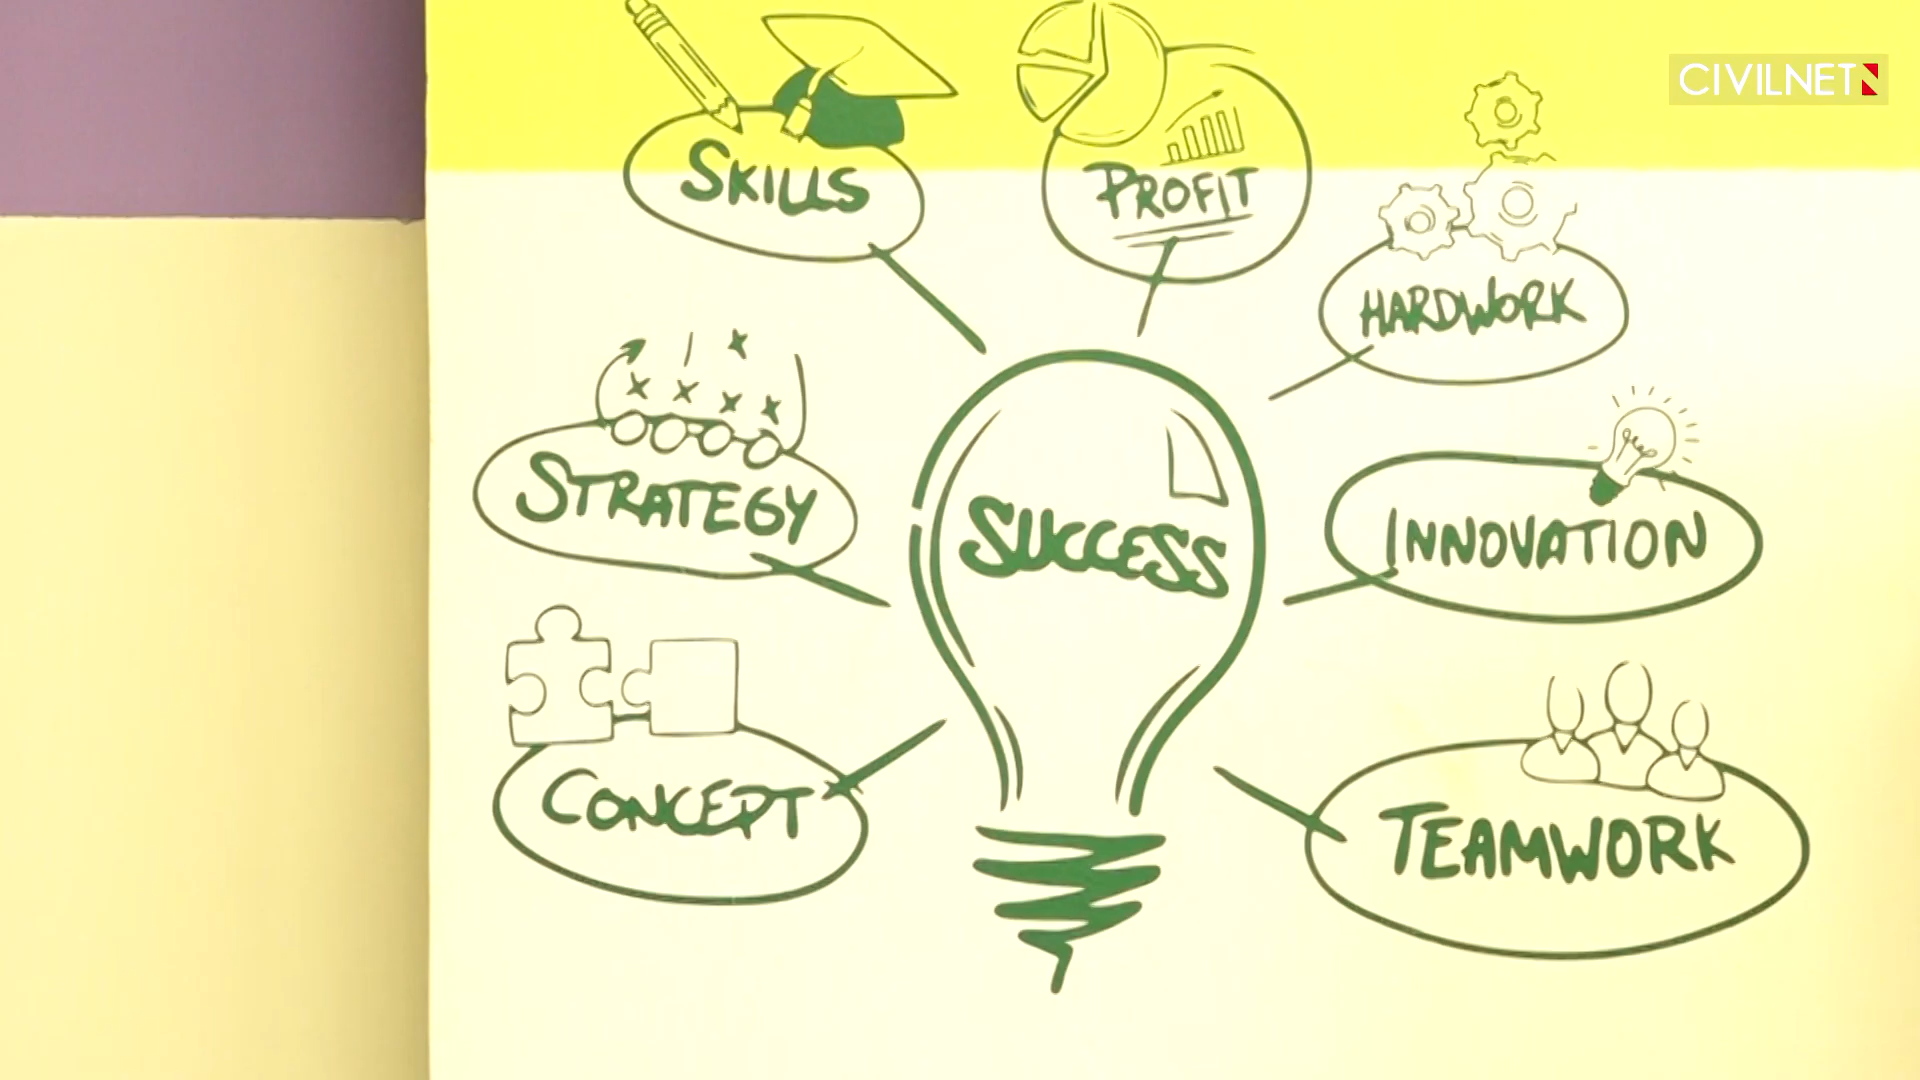 CIVILNET
SKILLS
PROFIT
HARDWORK
STRATEGY
SUCCESS
INNOVATION
CONCEPT
TEAMWORK